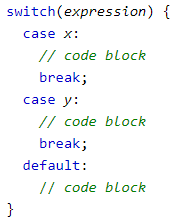 switch(expression) {
  case x:
    // code block
    break;
  case y:
    // code block
    break;
  default:
    // code block
}